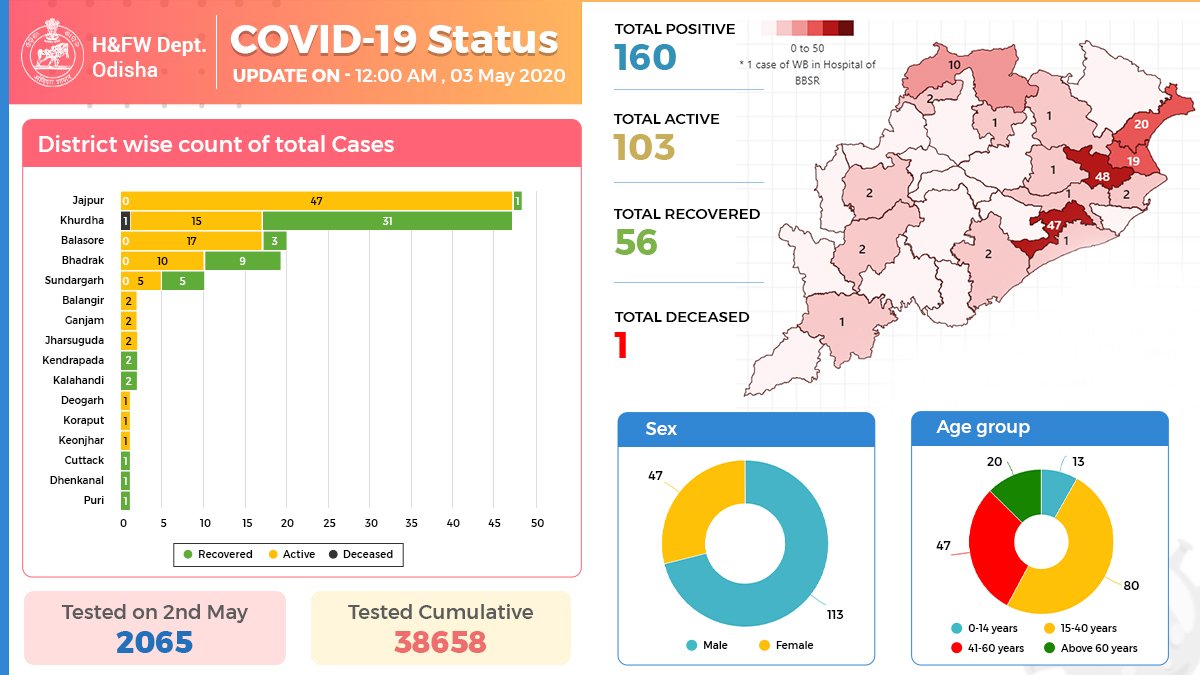 H&FW Dept.
Odisha
COVID-19 Status
UPDATE ON - 12:00 AM , 03 May 2020
District wise count of total Cases
Jajpur 0 47 1
Khurdha 1 15 31
Balasore 0 17 3
Bhadrak 0 10 9
Sundargarh 0 5 5
Balangir 2
Ganjam 2
Jharsuguda 2
Kendrapada 2
Kalahandi 2
Deogarh 1
Koraput 1
Keonjhar 1
Cuttack 1
Dhenkanal 1
Puri 1
0 5 10 15 20 25 30 35 40 45 50
Recovered Active Deceased
Tested on 2nd May
2065
Tested Cumulative
38658
TOTAL POSITIVE
160
TOTAL ACTIVE
103
TOTAL RECOVERED
56
TOTAL DECEASED
1
0 to 50
* 1 case of WB in Hospital of
BBSR
10
2
1
1
20
19
1
48
2
1
2
47
1
2
2
1
Sex
47
113
Male Female
Age group
20 13
47
80
0-14 years 15-40 years
41-60 years Above 60 years